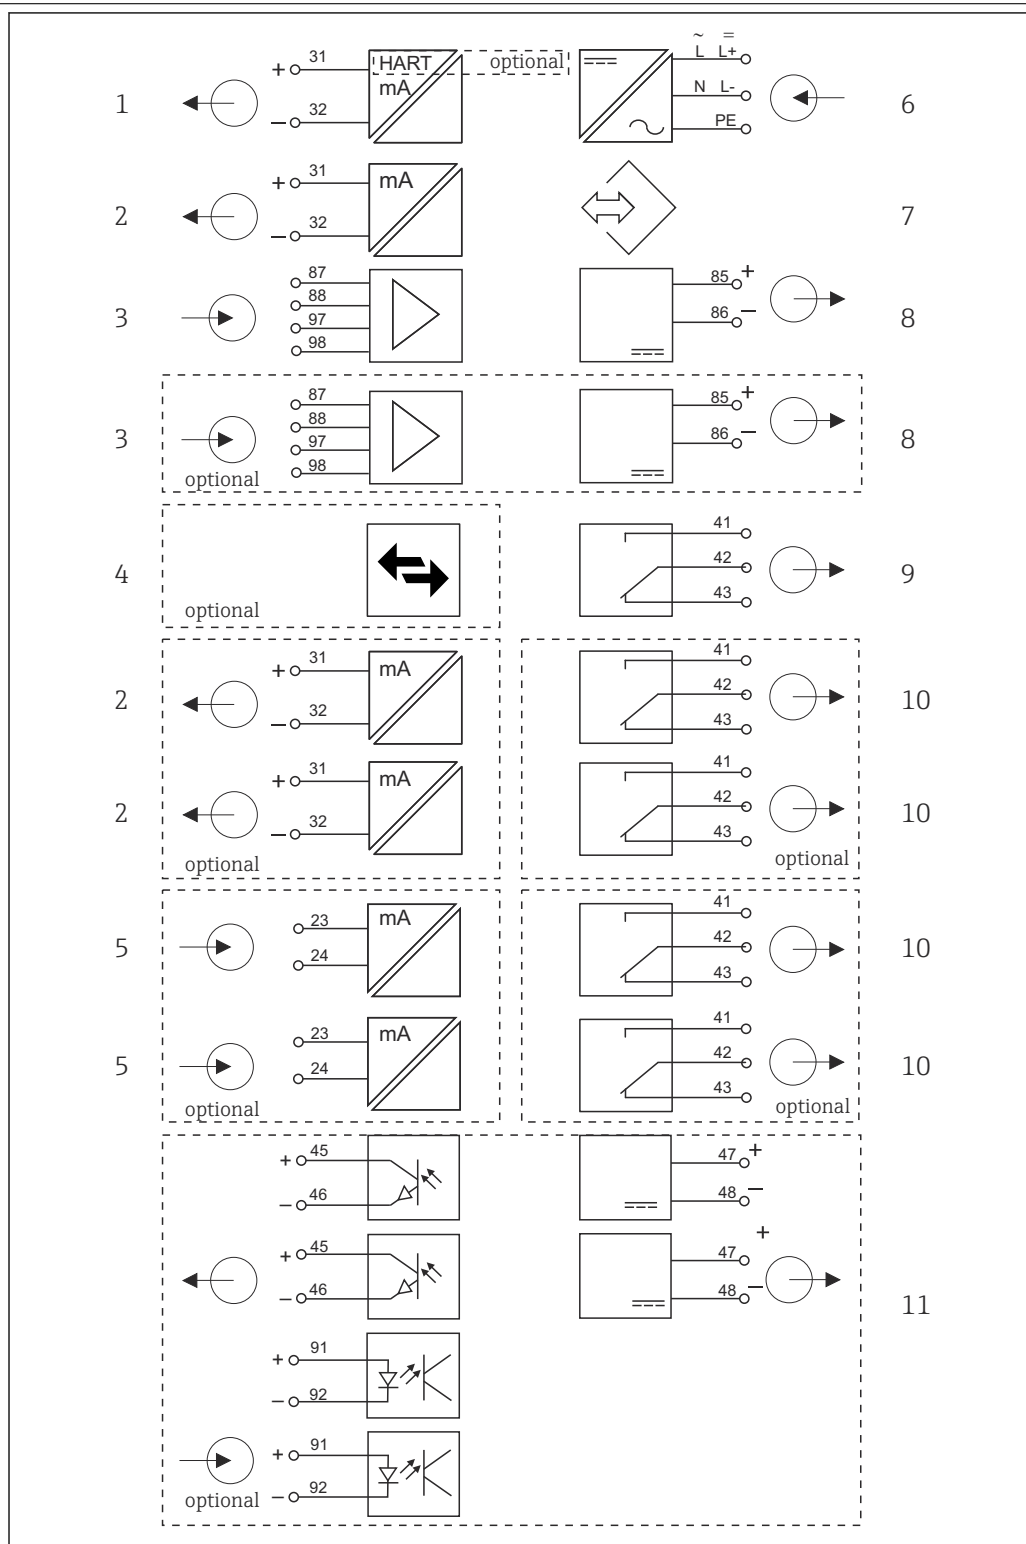 ~ =
31 HART optional L L+
+
1 mA N L- 6
32 PE
−
31 mA
+
2 7
32
−
87 85 +
88
3 97 86 − 8
98
87 85 +
88
3 97 86 − 8
98
optional
41
4 42 9
optional 43
31 mA 41
+
2 42 10
32
− 43
31 mA 41
+
2 42 10
32
− 43
optional optional
23 mA 41
5 42 10
24
43
23 mA 41
5 24 42 10
43
optional optional
+ 45 47 +
− 46 48 −
+ 45 47 +
− 46 48 −
11
+ 91
− 92
+ 91
− 92
optional